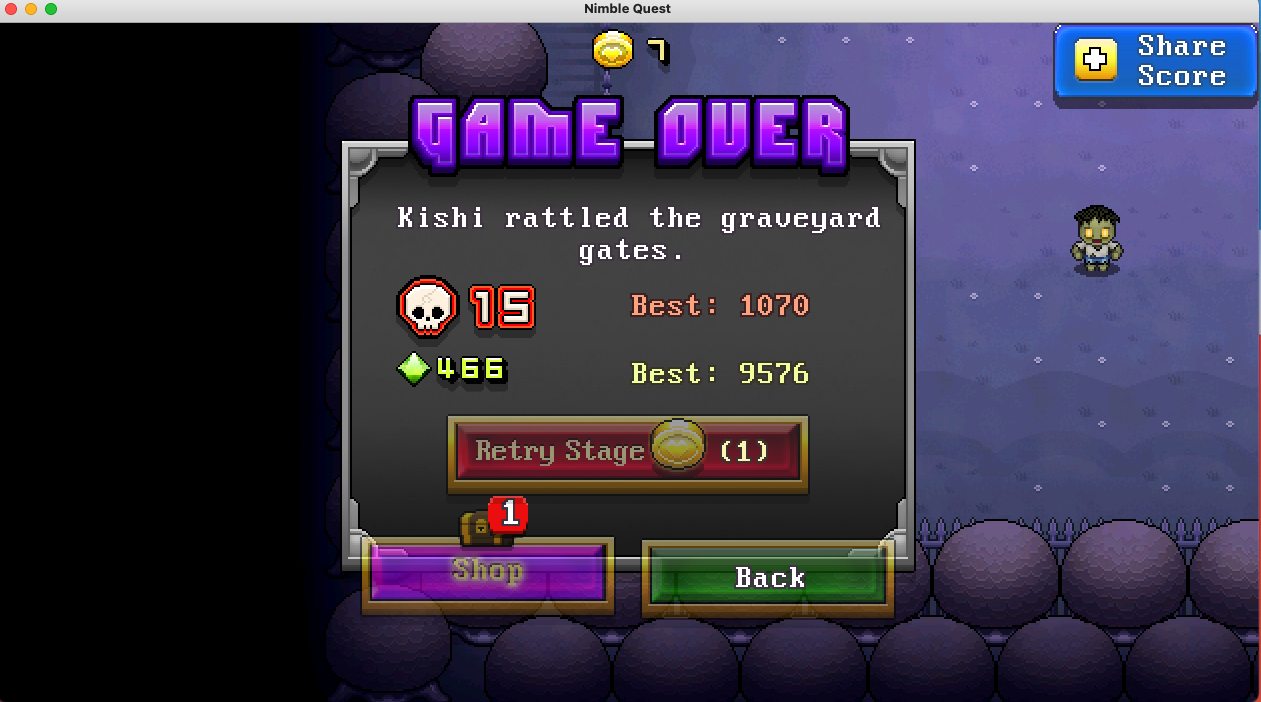 Nimble Quest
7
Share
Score
GAME OVER
Kishi rattled the graveyard
gates.
15 Best: 1070
466 Best: 9576
Retry Stage (1)
1
Shop Back